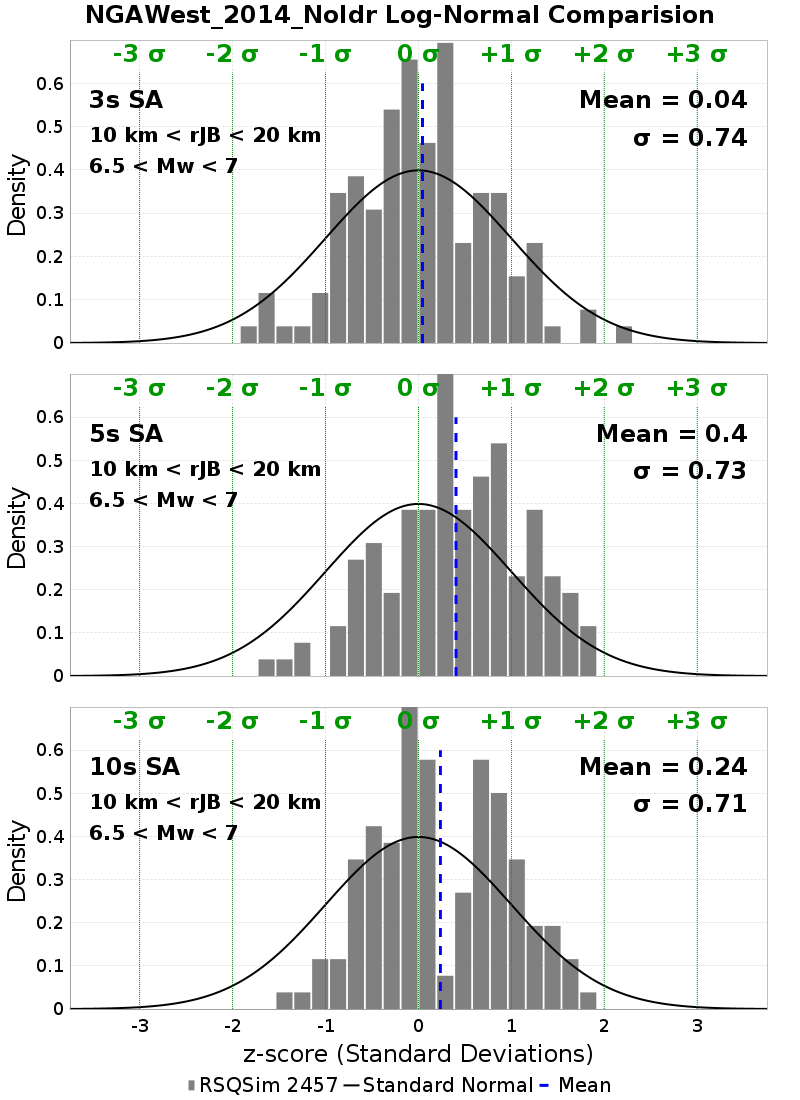 NGAWest_2014_NoIdr Log-Normal Comparision
-3 σ -2 σ -1 σ 0 σ +1 σ +2 σ +3 σ
3s SA
Mean = 0.04
10 km < rJB < 20 km
σ = 0.74
6.5 < Mw < 7
Density
0.6
0.5
0.4
0.3
0.2
0.1
0
-3 σ -2 σ -1 σ 0 σ +1 σ +2 σ +3 σ
5s SA
Mean = 0.4
10 km < rJB < 20 km
σ = 0.73
6.5 < Mw < 7
Density
0.6
0.5
0.4
0.3
0.2
0.1
0
-3 σ -2 σ -1 σ 0 σ +1 σ +2 σ +3 σ
10s SA
Mean = 0.24
10 km < rJB < 20 km
σ = 0.71
6.5 < Mw < 7
Density
0.6
0.5
0.4
0.3
0.2
0.1
0
-3 -2 -1 0 1 2 3
z-score (Standard Deviations)
RSQSim 2457 Standard Normal Mean